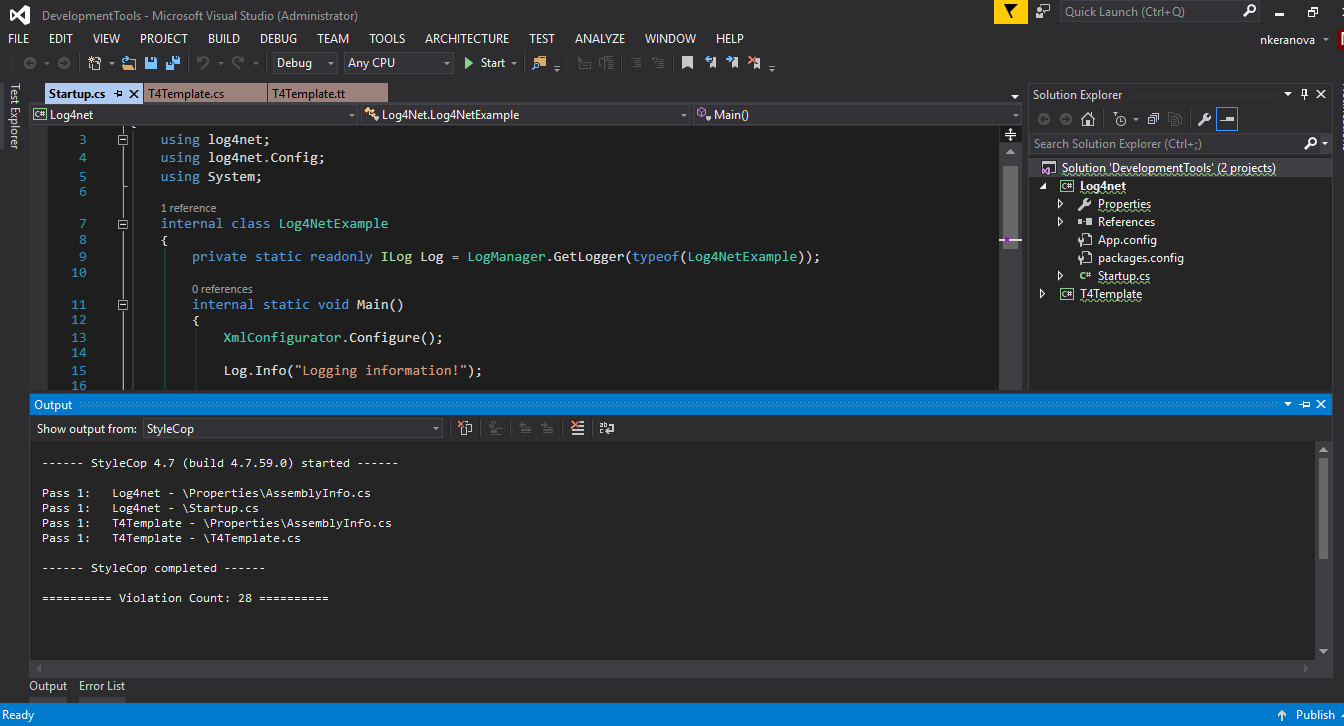 DevelopmentTools - Microsoft Visual Studio (Administrator)
Quick Launch (Ctrl+Q)
FILE EDIT VIEW PROJECT BUILD DEBUG TEAM TOOLS ARCHITECTURE TEST ANALYZE WINDOW HELP
nkeranova
Debug Any CPU Start
Test Explorer
Startup.cs T4Template.cs T4Template.tt
Log4net Log4Net.Log4NetExample Main()
3 using log4net;
4 using log4net.Config;
5 using System;
6
1 reference
7 internal class Log4NetExample
8 {
9 private static readonly ILog Log = LogManager.GetLogger(typeof(Log4NetExample));
10
0 references
11 internal static void Main()
12 {
13 XmlConfigurator.Configure();
14
15 Log.Info("Logging information!");
16
Solution Explorer
Search Solution Explorer (Ctrl+;)
Solution 'DevelopmentTools' (2 projects)
C# Log4net
Properties
References
App.config
packages.config
C# Startup.cs
C# T4Template
Output
Show output from: StyleCop
------ StyleCop 4.7 (build 4.7.59.0) started ------
Pass 1: Log4net - \Properties\AssemblyInfo.cs
Pass 1: Log4net - \Startup.cs
Pass 1: T4Template - \Properties\AssemblyInfo.cs
Pass 1: T4Template - \T4Template.cs
------ StyleCop completed ------
========== Violation Count: 28 ==========
Output Error List
Ready
Publish